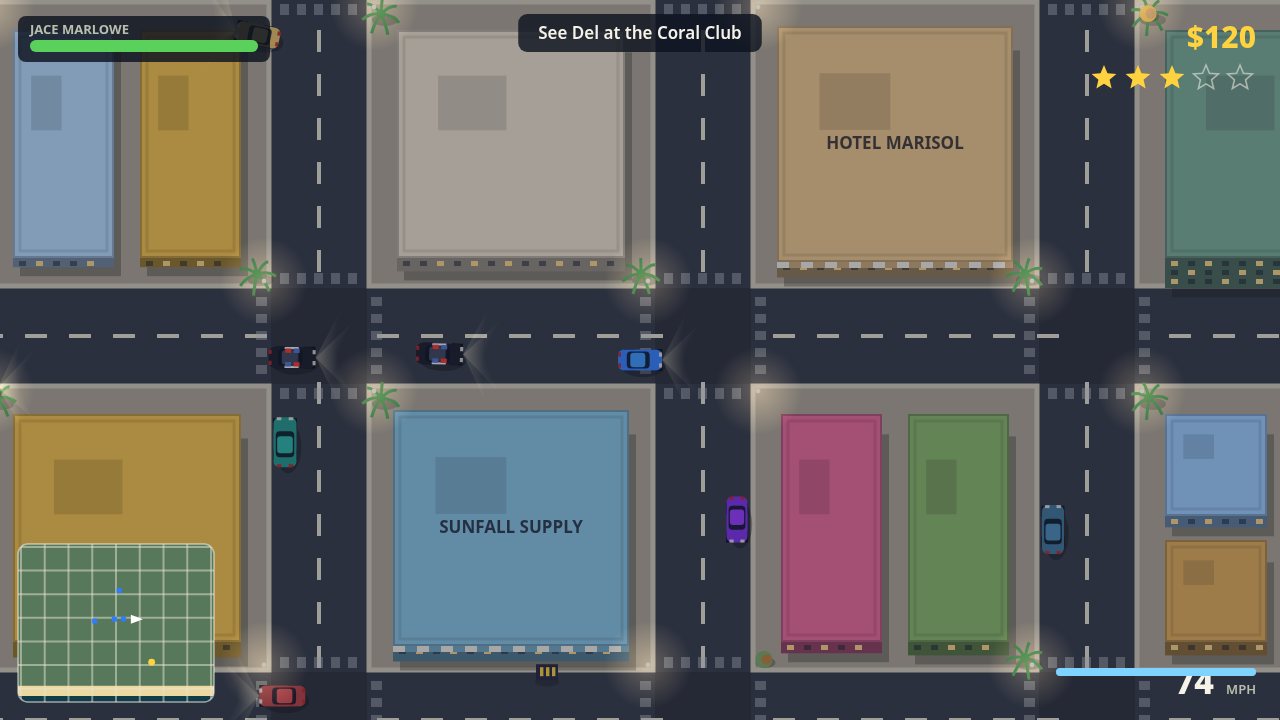 JACE MARLOWE
See Del at the Coral Club
$120
HOTEL MARISOL
SUNFALL SUPPLY
74 MPH